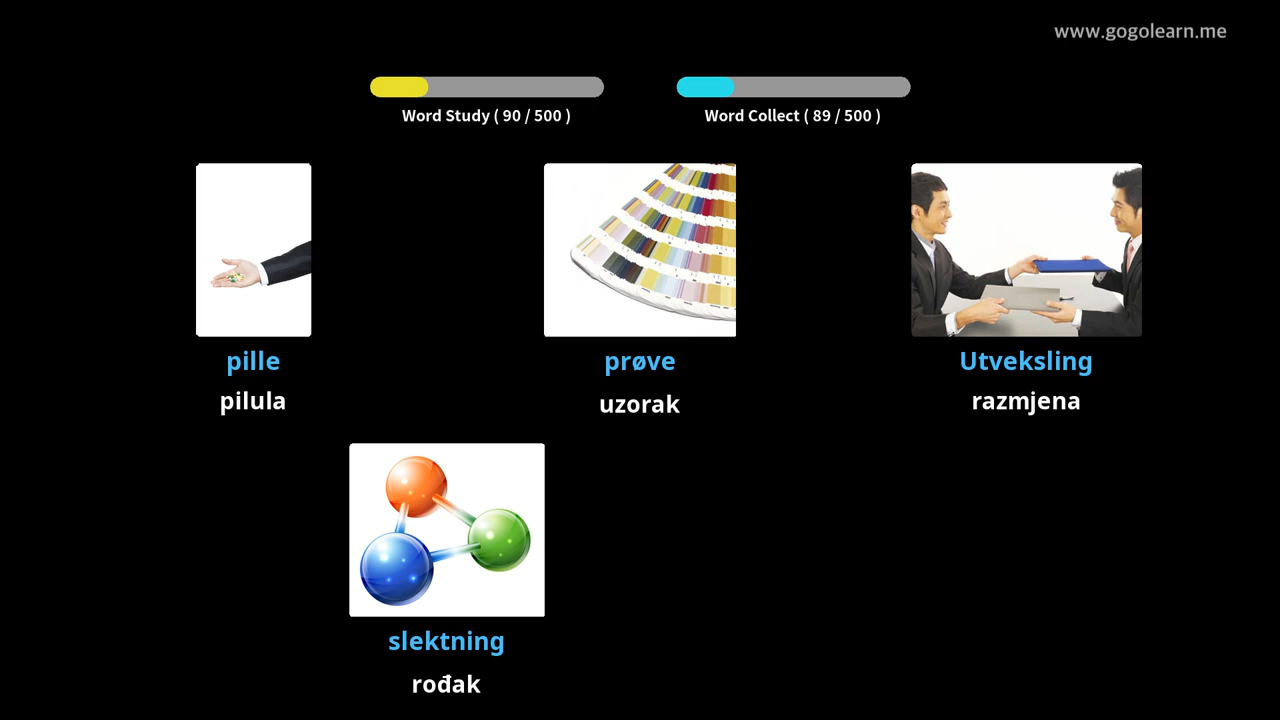 www.gogolearn.me
Word Study ( 90 / 500 )
Word Collect ( 89 / 500 )
pille
pilula
prøve
uzorak
Utveksling
razmjena
slektning
rođak